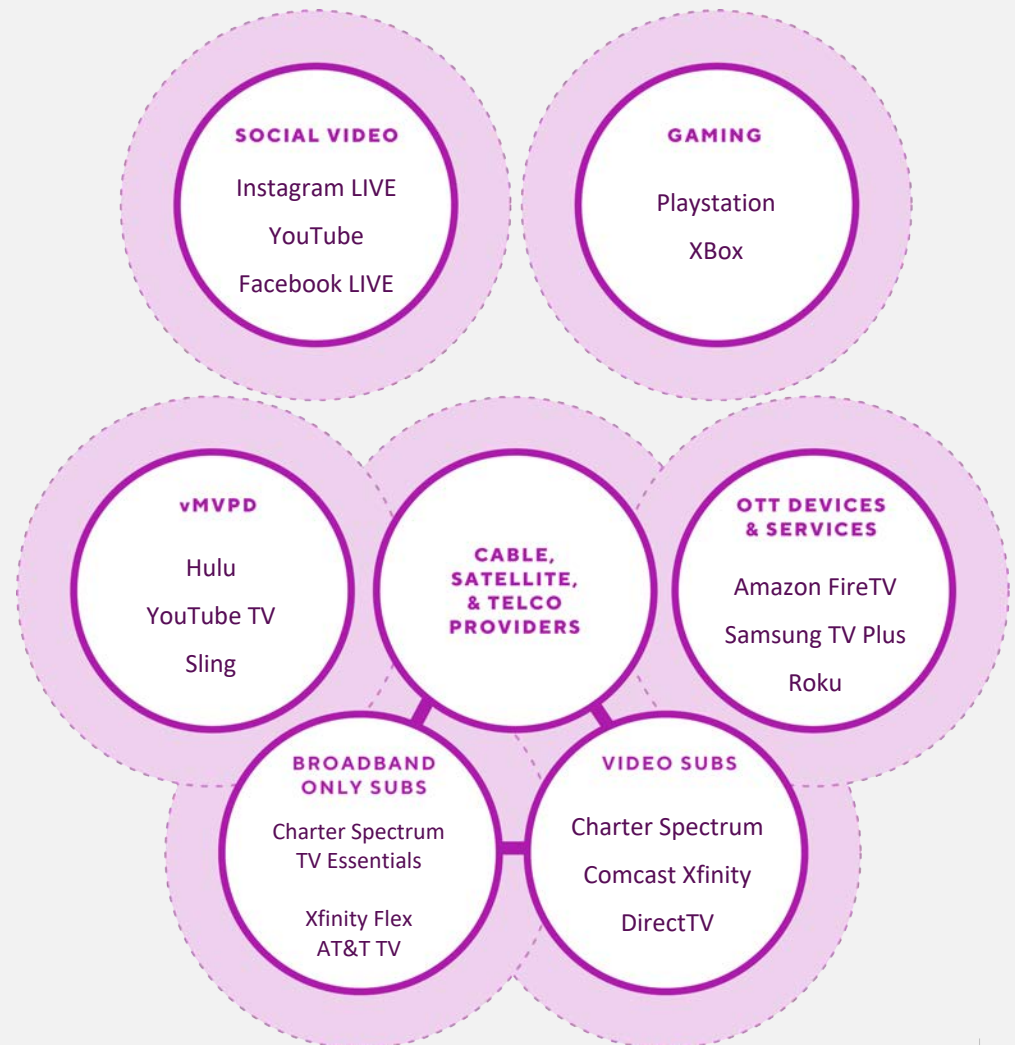 SOCIAL VIDEO
Instagram LIVE
YouTube
Facebook LIVE
GAMING
Playstation
XBox
vMVPD
Hulu
YouTube TV
Sling
CABLE,
SATELLITE,
& TELCO
PROVIDERS
OTT DEVICES
& SERVICES
Amazon FireTV
Samsung TV Plus
Roku
BROADBAND
ONLY SUBS
Charter Spectrum
TV Essentials
Xfinity Flex
AT&T TV
VIDEO SUBS
Charter Spectrum
Comcast Xfinity
DirectTV